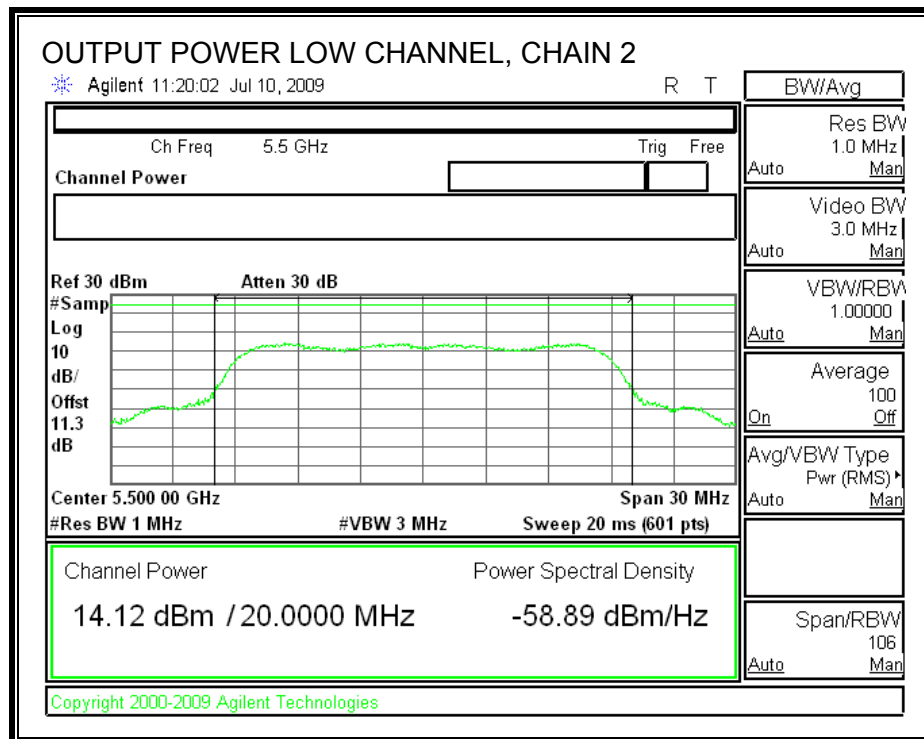 OUTPUT POWER LOW CHANNEL, CHAIN 2
Agilent 11:20:02 Jul 10, 2009 R T
Ch Freq 5.5 GHz Trig Free
Channel Power
Ref 30 dBm Atten 30 dB
#Samp
Log
10
dB/
Offst
11.3
dB
Center 5.500 00 GHz Span 30 MHz
#Res BW 1 MHz #VBW 3 MHz Sweep 20 ms (601 pts)
Channel Power Power Spectral Density
14.12 dBm / 20.0000 MHz -58.89 dBm/Hz
Copyright 2000-2009 Agilent Technologies
BW/Avg
Res BW
1.0 MHz
Auto Man
Video BW
3.0 MHz
Auto Man
VBW/RBW
1.00000
Auto Man
Average
100
On Off
Avg/VBW Type
Pwr (RMS)
Auto Man
Span/RBW
106
Auto Man